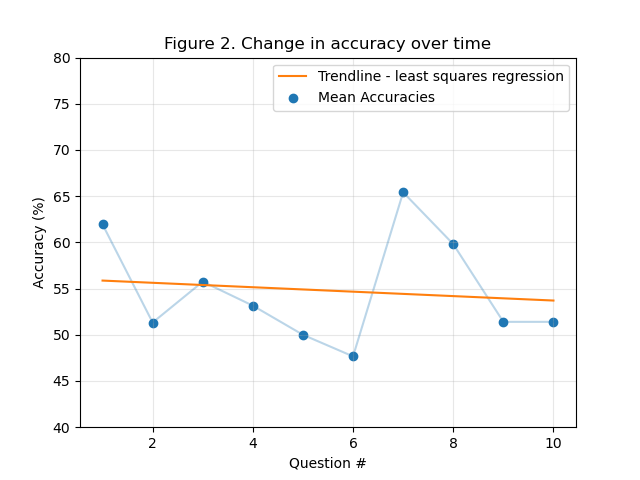 Figure 2. Change in accuracy over time
Trendline - least squares regression
Mean Accuracies
Accuracy (%)
80
75
70
65
60
55
50
45
40
2 4 6 8 10
Question #